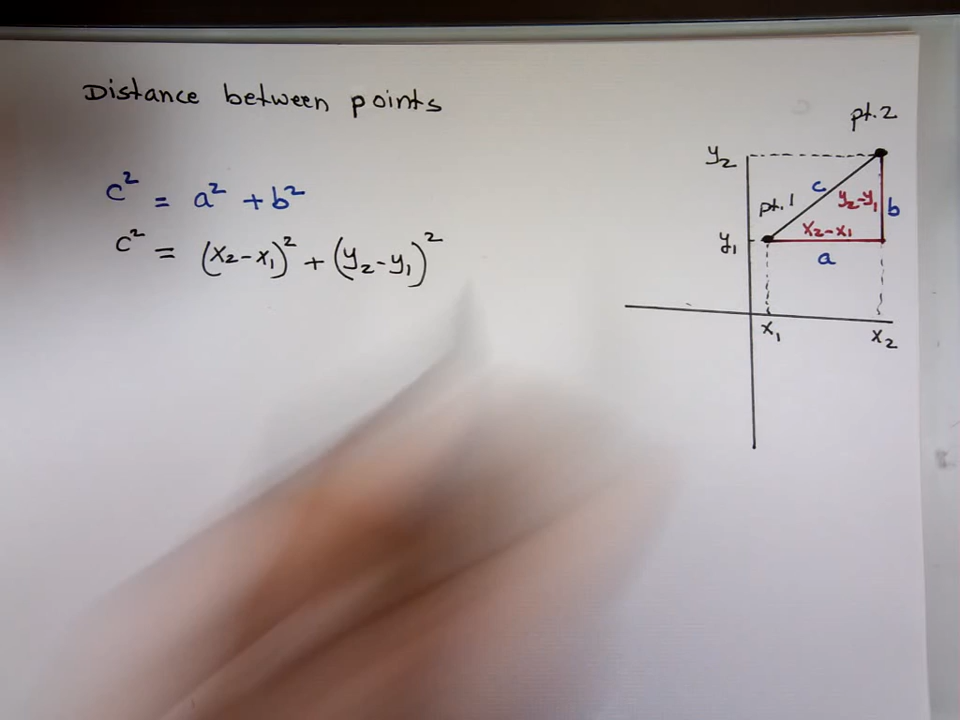 Distance between points
c² = a² + b²
c² = (x₂-x₁)² + (y₂-y₁)²
pt.2
y₂
c
y₂-y₁
b
pt.1
x₂-x₁
y₁
a
x₁
x₂